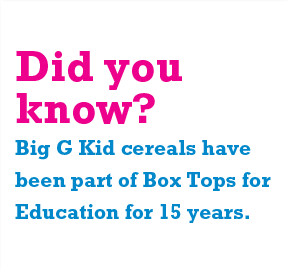 Did you
know?
Big G Kid cereals have
been part of Box Tops for
Education for 15 years.